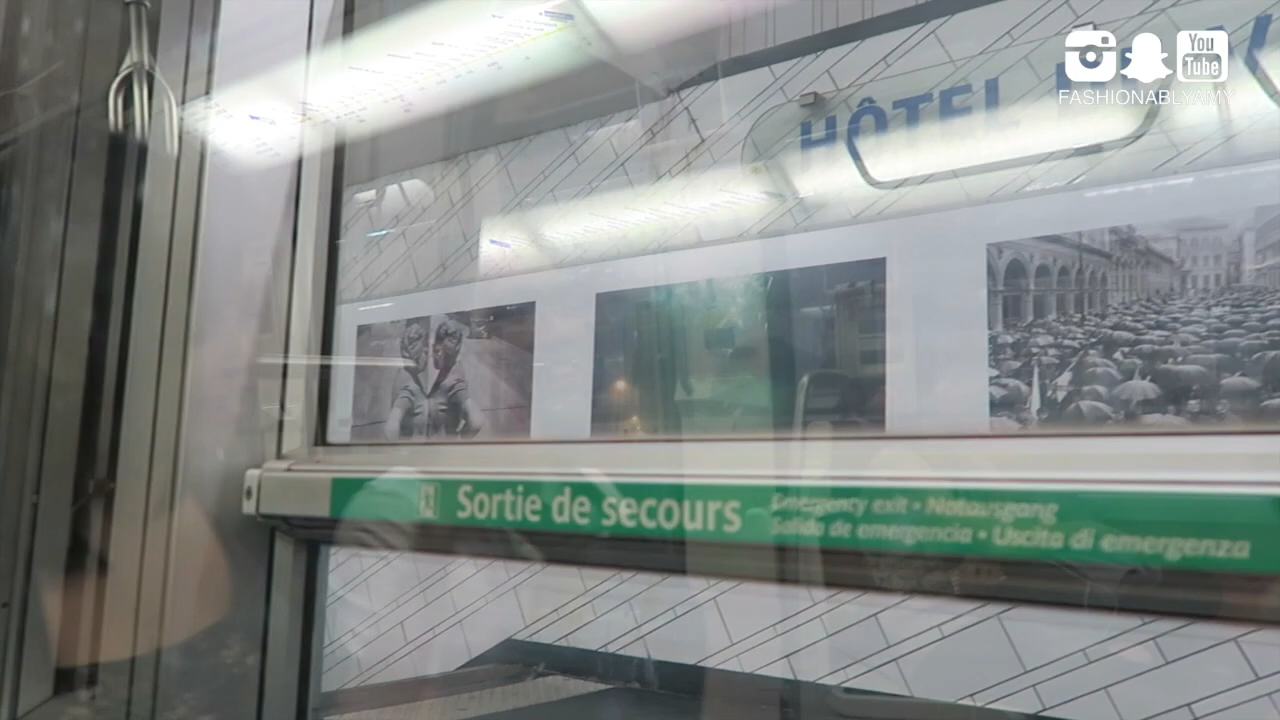 You
Tube
FASHIONABLYAMY
HÔTEL
Sortie de secours
Emergency exit • Notausgang
Salida de emergencia • Uscita di emergenza